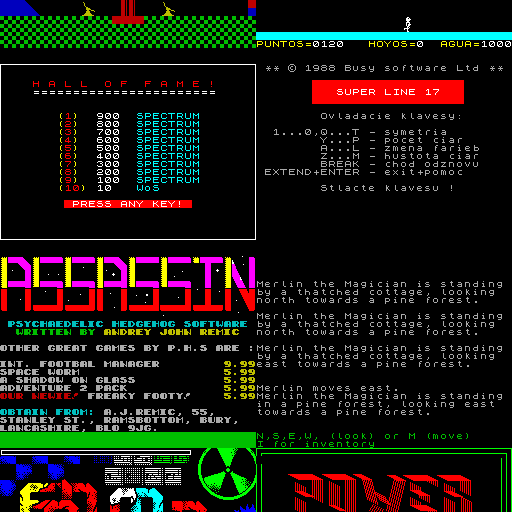 HALL OF FAME!
(1) 900 SPECTRUM
(2) 800 SPECTRUM
(3) 700 SPECTRUM
(4) 600 SPECTRUM
(5) 500 SPECTRUM
(6) 400 SPECTRUM
(7) 300 SPECTRUM
(8) 200 SPECTRUM
(9) 100 SPECTRUM
(10) 10 WoS
PRESS ANY KEY!
PUNTOS=0120 HOYOS=0 AGUA=1000
** © 1988 Busy software Ltd **
SUPER LINE 17
Ovladacie klavesy:
1...0,Q...T - symetria
Y...P - pocet ciar
A...L - zmena farieb
Z...M - hustota ciar
BREAK - chod odznovu
EXTEND+ENTER - exit+pomoc
Stlacte klavesu !
ASSASSIN
PSYCHAEDELIC HEDGEHOG SOFTWARE
WRITTEN BY ANDREY JOHN REMIC
OTHER GREAT GAMES BY P.H.S ARE :
INT. FOOTBAL MANAGER 9.99
SPACE WORM 5.99
A SHADOW ON GLASS 5.99
ADVENTURE 2 PACK 5.99
OUR NEWIE! FREAKY FOOTY! 5.99
OBTAIN FROM: A.J.REMIC, 55,
STANLEY ST., RAMSBOTTOM, BURY,
LANCASHIRE, BL0 9JG.
Merlin the Magician is standing
by a thatched cottage, looking
north towards a pine forest.
Merlin the Magician is standing
by a thatched cottage, looking
north towards a pine forest.
Merlin the Magician is standing
by a thatched cottage, looking
east towards a pine forest.
Merlin moves east.
Merlin the Magician is standing
in a pine forest, looking east
towards a pine forest.
N,S,E,W, (look) or M (move)
I for inventory
POWER